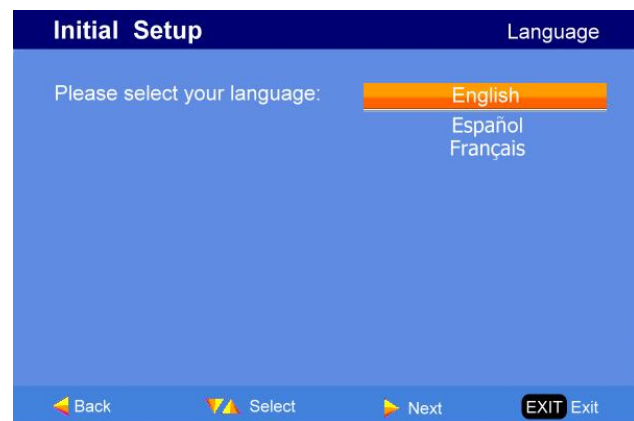 Initial Setup Language
Please select your language: English
Español
Français
Back Select Next EXIT Exit